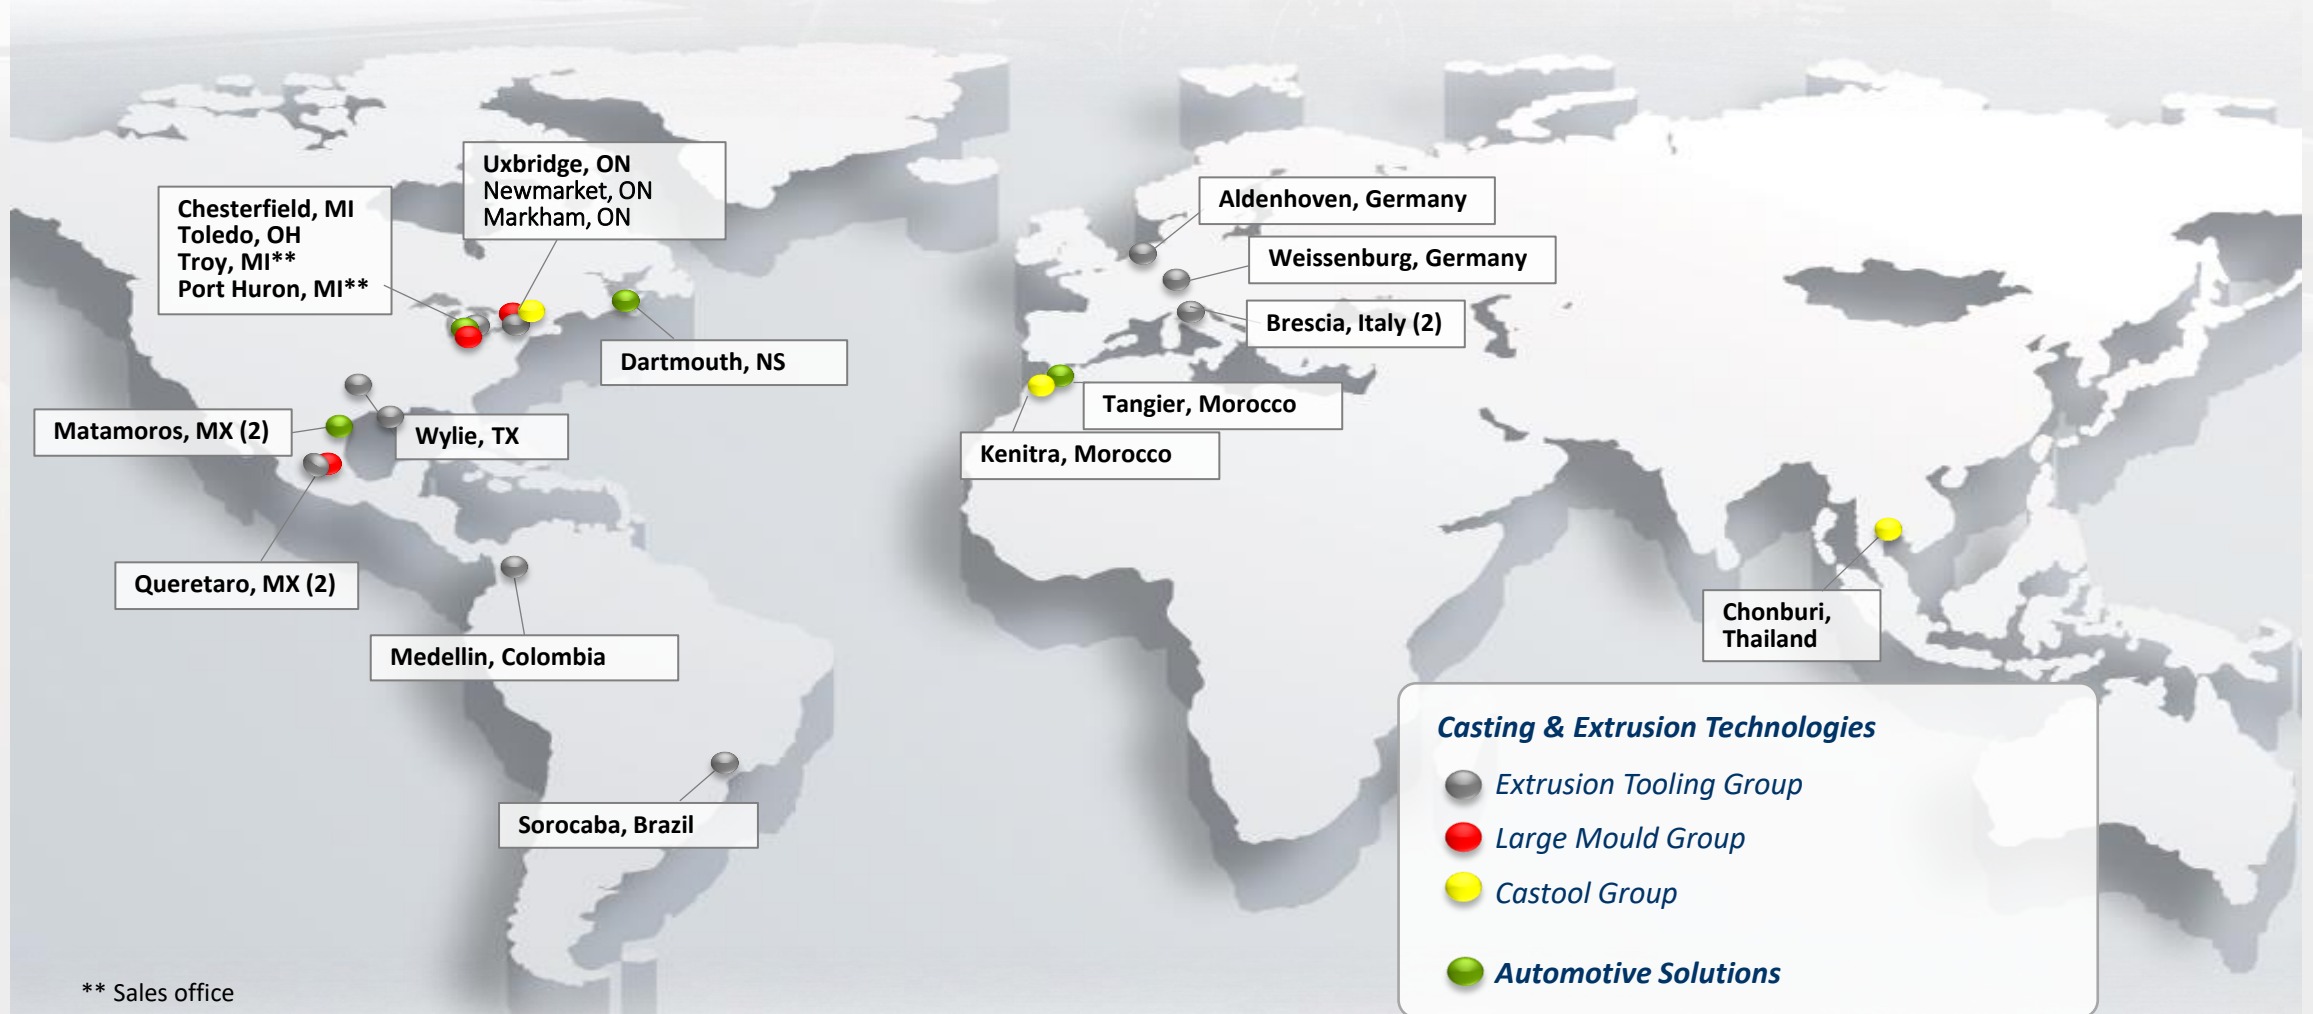 Uxbridge, ON
Newmarket, ON
Markham, ON
Chesterfield, MI
Toledo, OH
Troy, MI**
Port Huron, MI**
Aldenhoven, Germany
Weissenburg, Germany
Brescia, Italy (2)
Dartmouth, NS
Tangier, Morocco
Matamoros, MX (2)
Wylie, TX
Kenitra, Morocco
Queretaro, MX (2)
Chonburi,
Thailand
Medellin, Colombia
Sorocaba, Brazil
Casting & Extrusion Technologies
Extrusion Tooling Group
Large Mould Group
Castool Group
Automotive Solutions
** Sales office